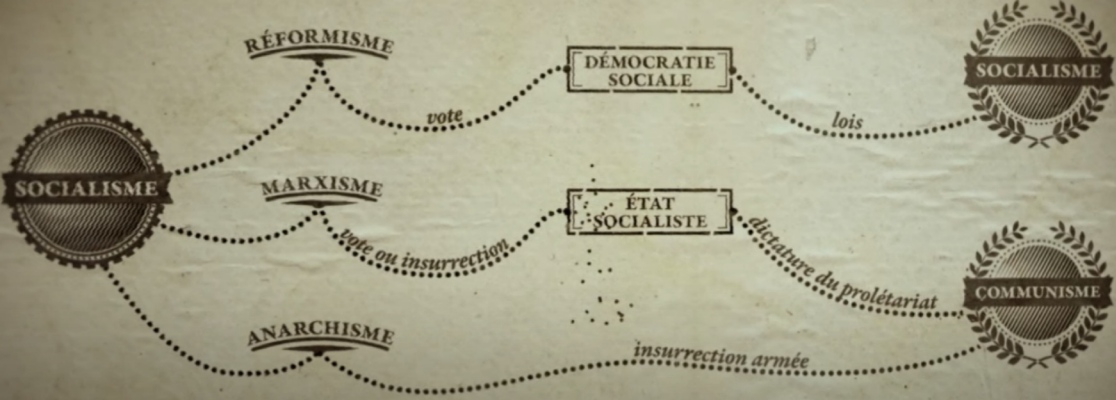 RÉFORMISME
vote
DÉMOCRATIE
SOCIALE
lois
SOCIALISME
SOCIALISME
MARXISME
vote ou insurrection
ÉTAT
SOCIALISTE
dictature du prolétariat
COMMUNISME
ANARCHISME
insurrection armée